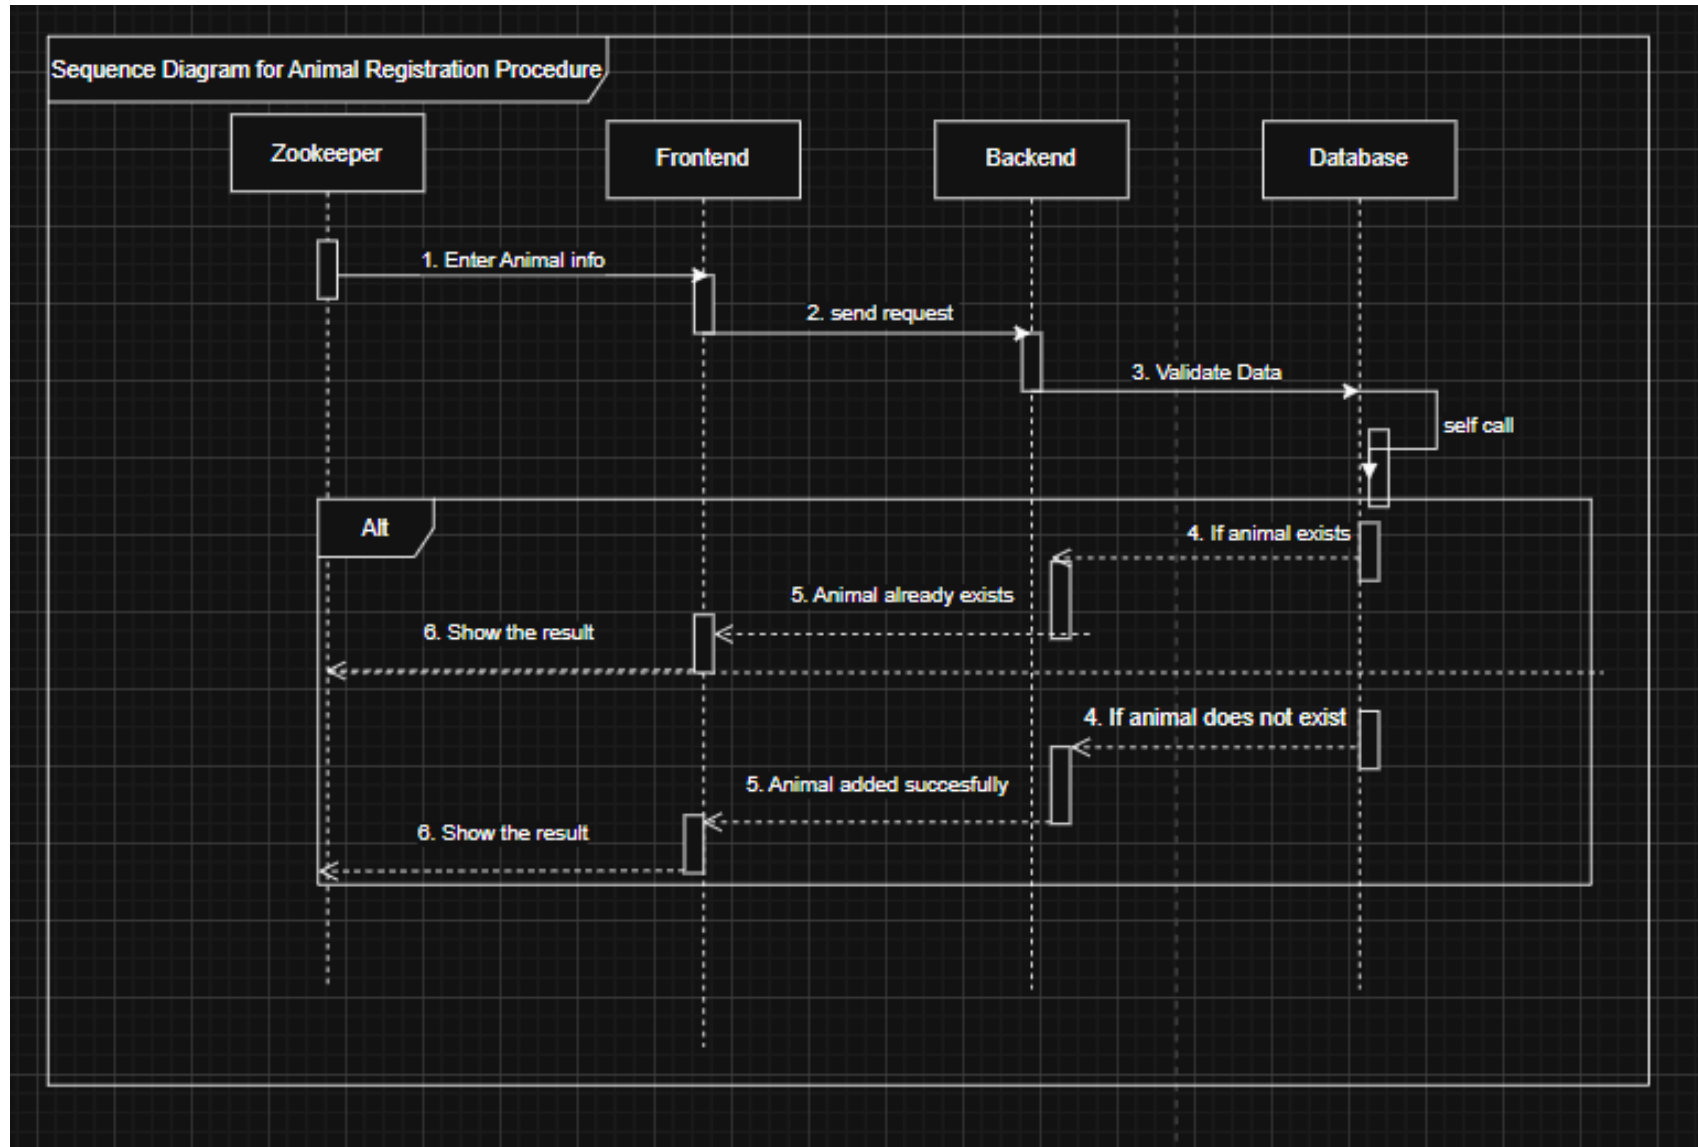 Sequence Diagram for Animal Registration Procedure
Zookeeper
Frontend
Backend
Database
1. Enter Animal info
2. send request
3. Validate Data
self call
Alt
4. If animal exists
5. Animal already exists
6. Show the result
4. If animal does not exist
5. Animal added succesfully
6. Show the result